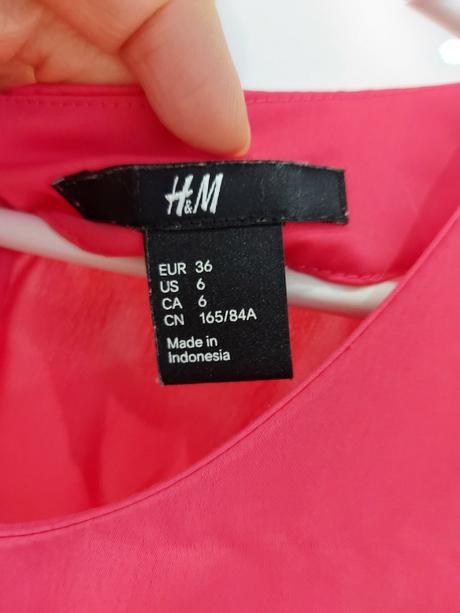 H&M
EUR 36
US 6
CA 6
CN 165/84A
Made in
Indonesia